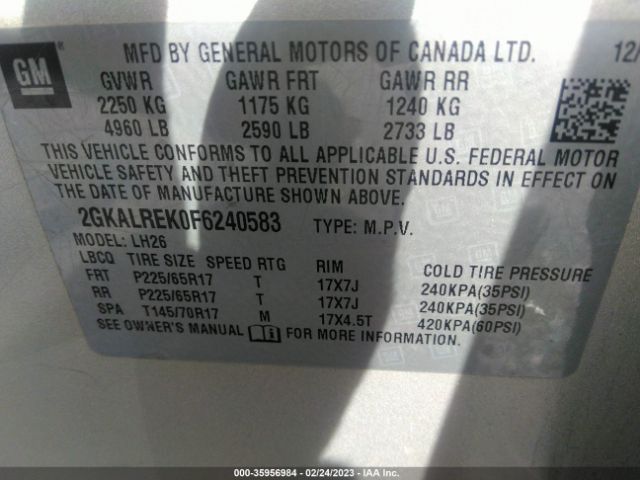 GM
MFD BY GENERAL MOTORS OF CANADA LTD. 12/
GVWR GAWR FRT GAWR RR
2250 KG 1175 KG 1240 KG
4960 LB 2590 LB 2733 LB
THIS VEHICLE CONFORMS TO ALL APPLICABLE U.S. FEDERAL MOTOR
VEHICLE SAFETY AND THEFT PREVENTION STANDARDS IN EFFECT ON
THE DATE OF MANUFACTURE SHOWN ABOVE.
2GKALREK0F6240583 TYPE: M.P.V.
MODEL: LH26
LBCQ TIRE SIZE SPEED RTG RIM COLD TIRE PRESSURE
FRT P225/65R17 T 17X7J 240KPA(35PSI)
RR P225/65R17 T 17X7J 240KPA(35PSI)
SPA T145/70R17 M 17X4.5T 420KPA(60PSI)
SEE OWNER'S MANUAL FOR MORE INFORMATION.
000-35956984 / 02/24/2023 - IAA Inc.